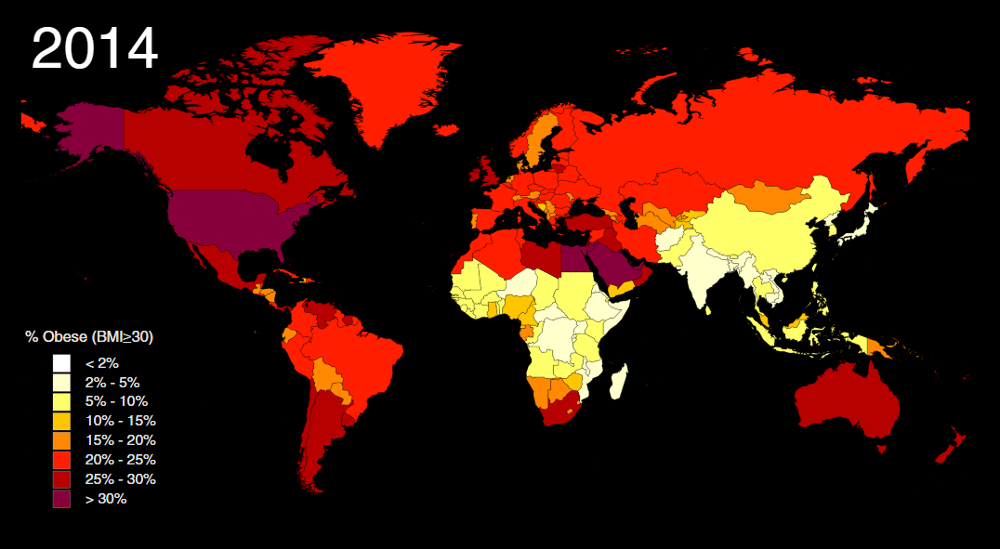 2014
% Obese (BMI≥30)
< 2%
2% - 5%
5% - 10%
10% - 15%
15% - 20%
20% - 25%
25% - 30%
> 30%